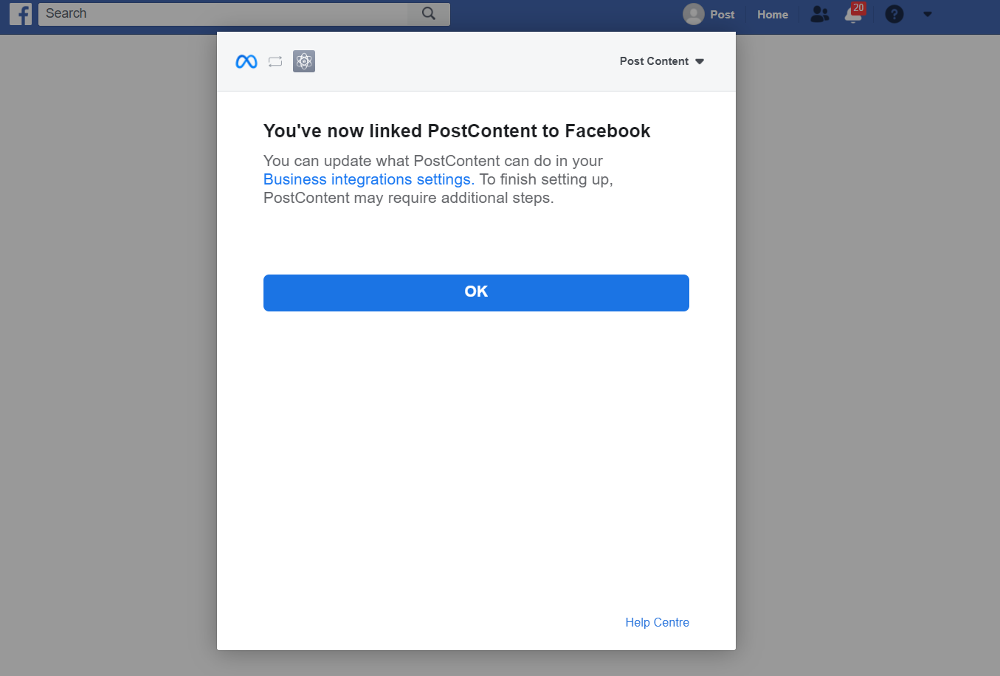 Search
Post
Home
20
Post Content
You've now linked PostContent to Facebook
You can update what PostContent can do in your
Business integrations settings. To finish setting up,
PostContent may require additional steps.
OK
Help Centre